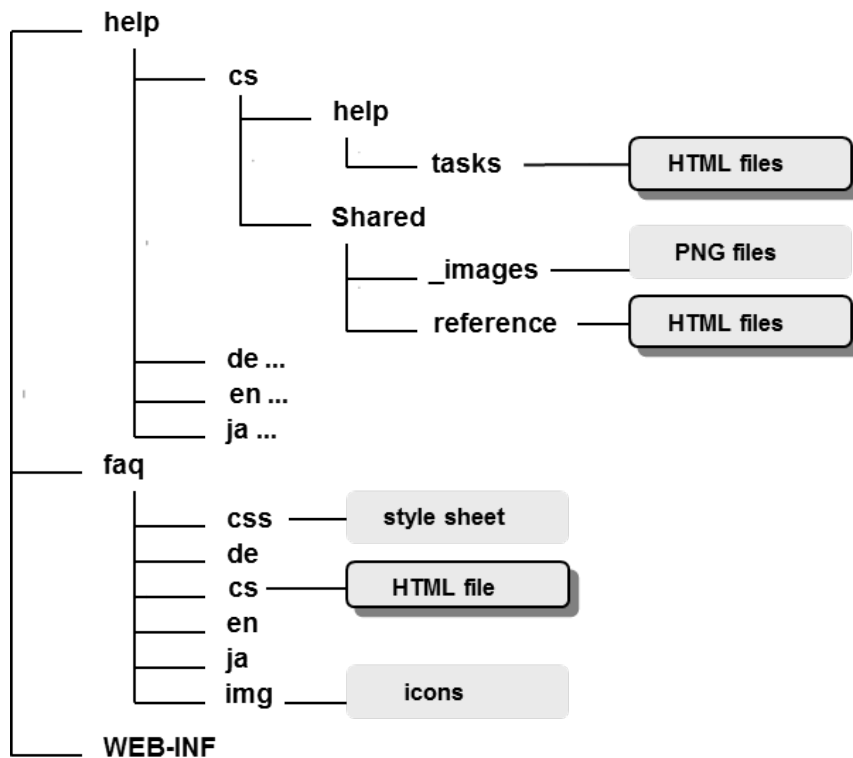 help
cs
help
tasks
HTML files
Shared
_images
PNG files
reference
HTML files
de ...
en ...
ja ...
faq
css
style sheet
de
cs
HTML file
en
ja
img
icons
WEB-INF